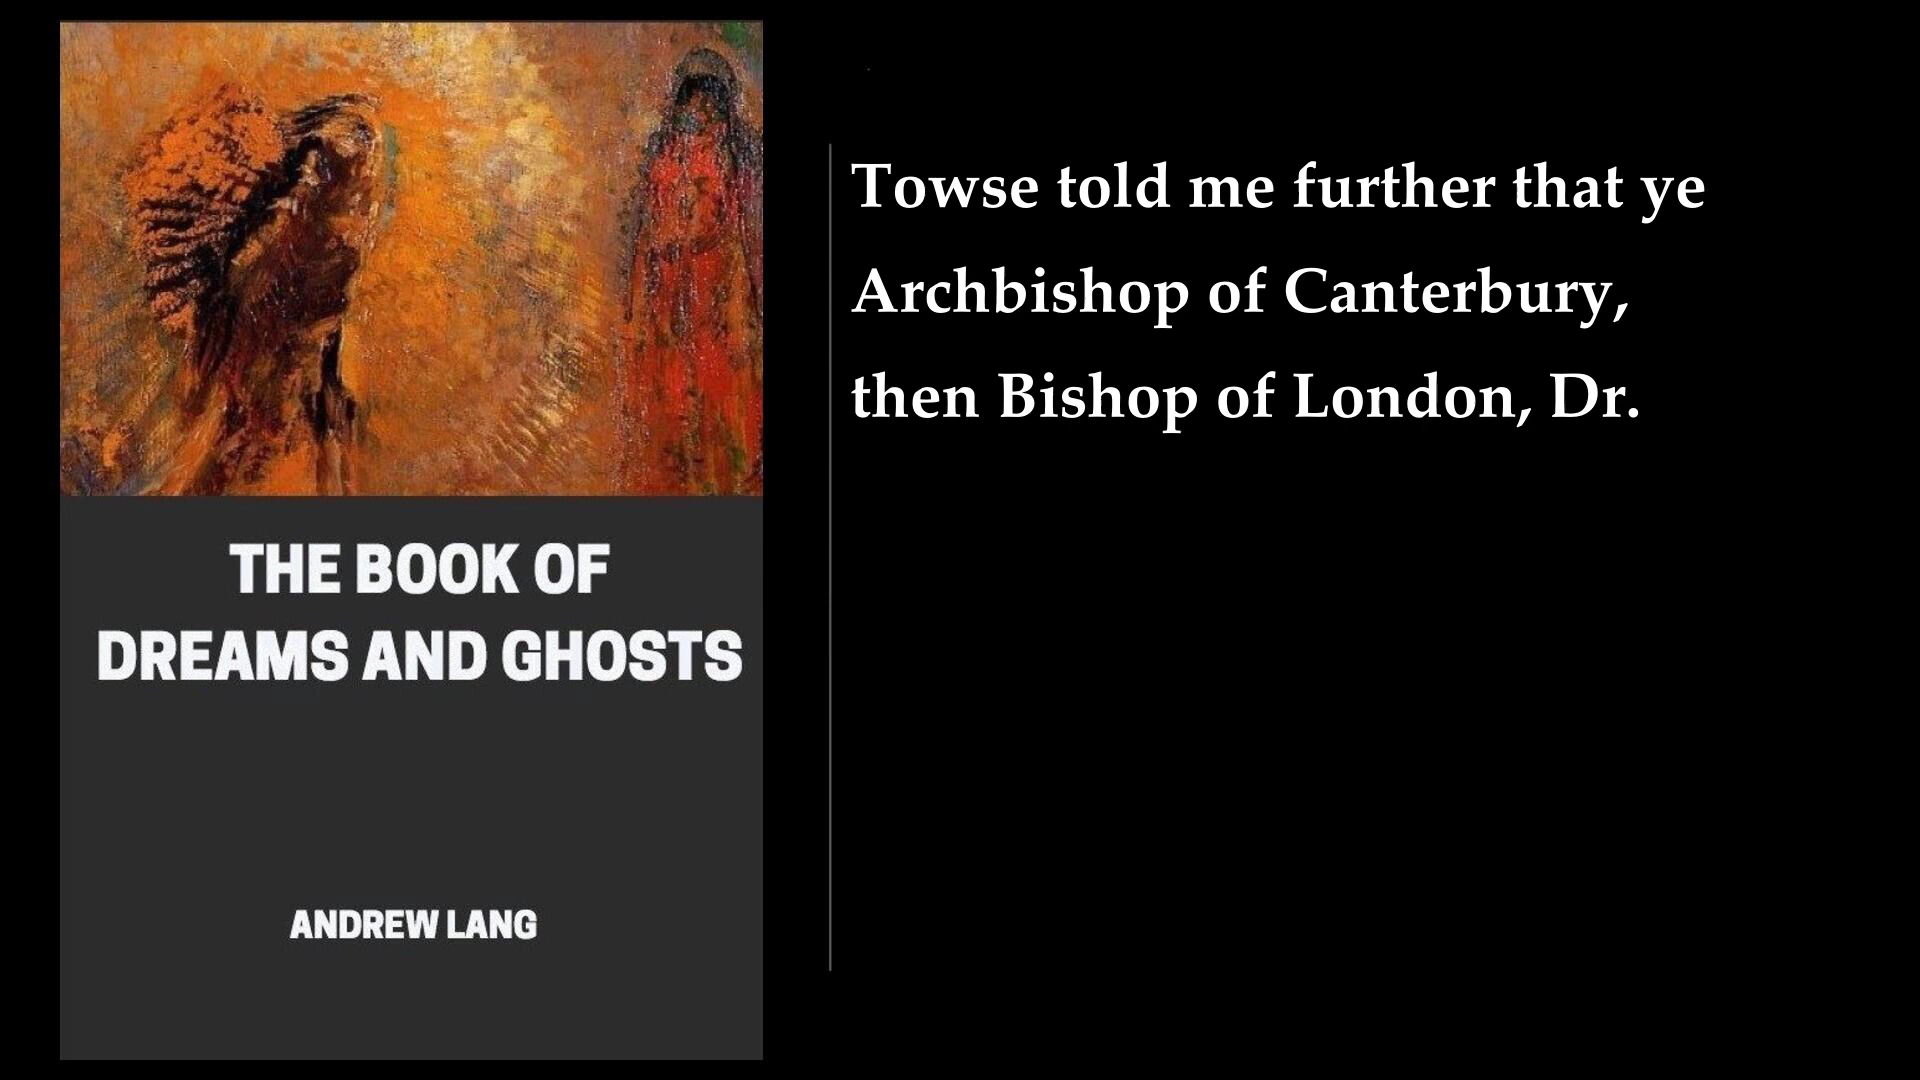 THE BOOK OF
DREAMS AND GHOSTS
ANDREW LANG
Towse told me further that ye
Archbishop of Canterbury,
then Bishop of London, Dr.